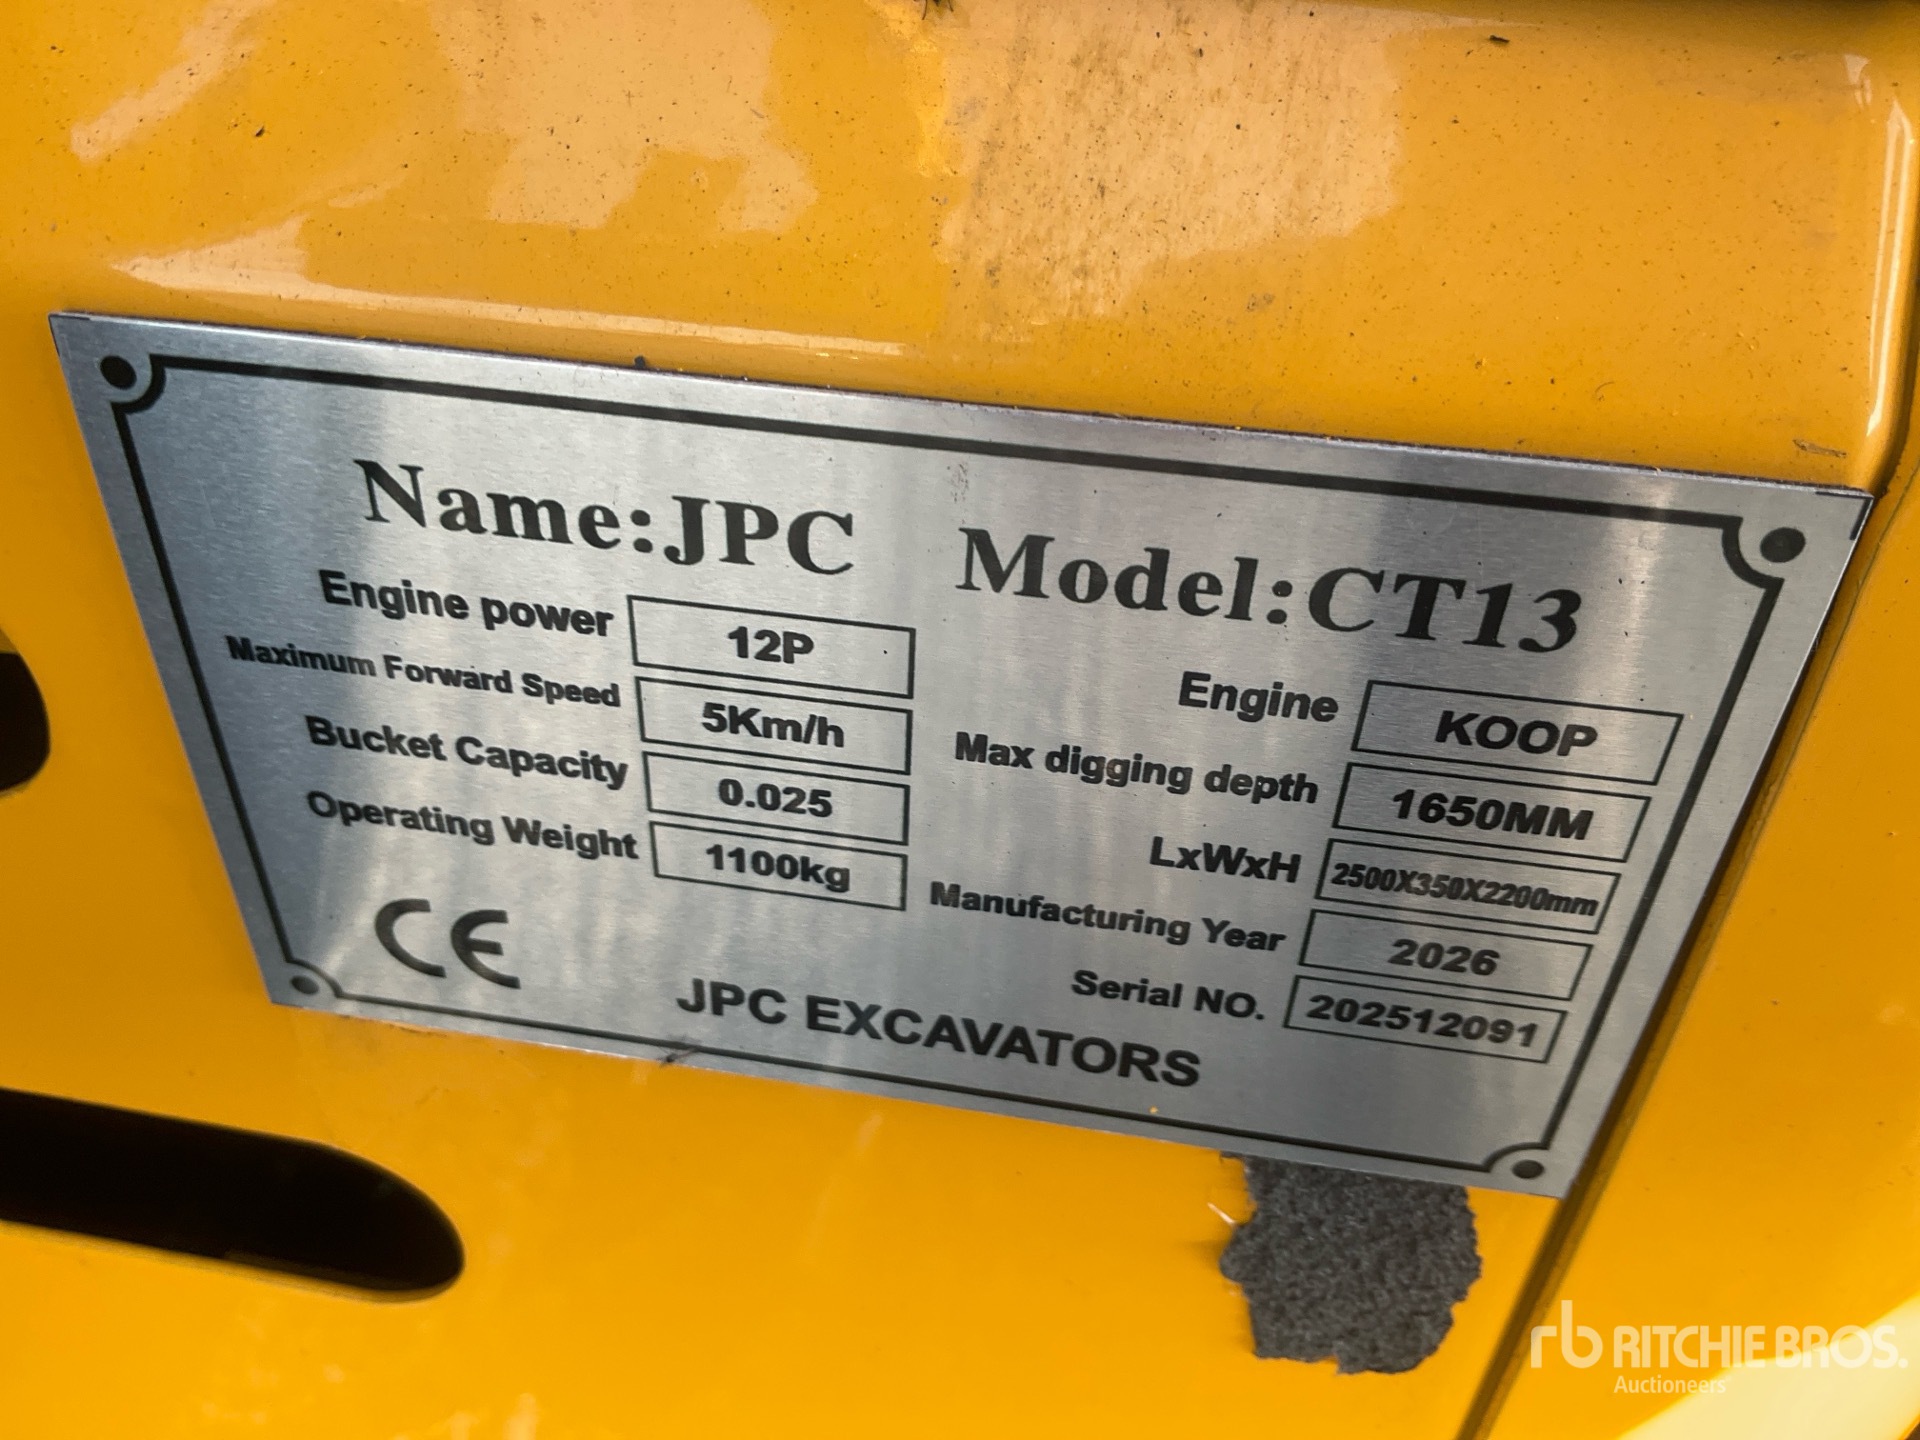 Name:JPC Model:CT13
Engine power 12P
Maximum Forward Speed 5Km/h
Bucket Capacity 0.025
Operating Weight 1100kg
Engine KOOP
Max digging depth 1650MM
LxWxH 2500X350X2200mm
Manufacturing Year 2026
Serial NO. 202512091
CE
JPC EXCAVATORS
rb RITCHIE BROS.
Auctioneers